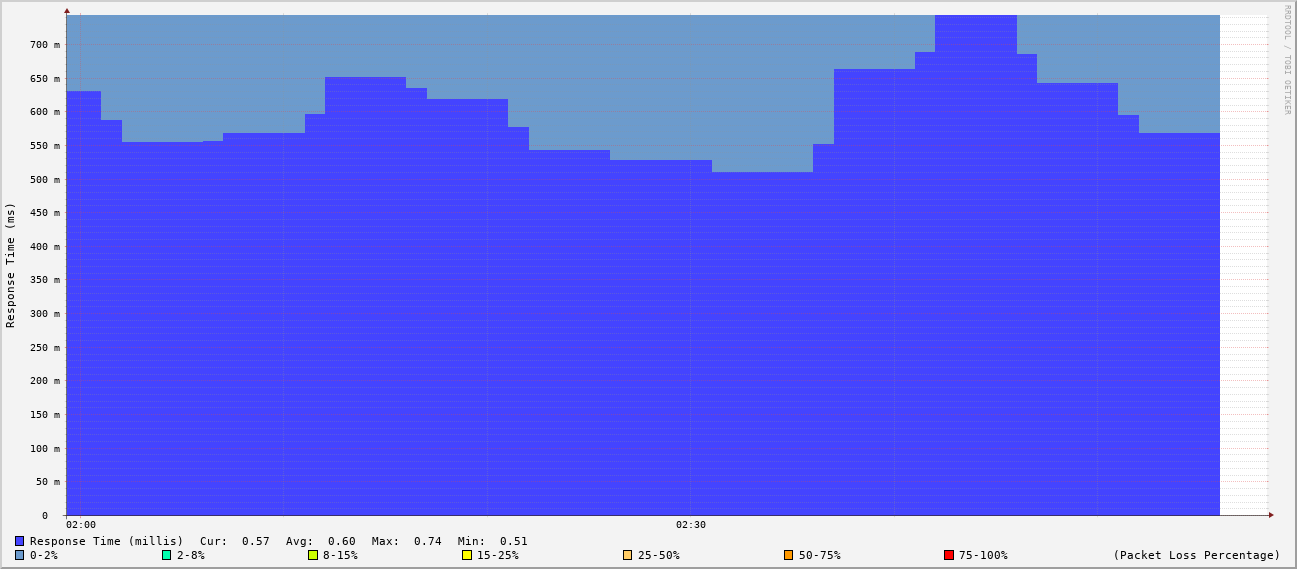 RRDTOOL / TOBI OETIKER
Response Time (ms)
700 m
650 m
600 m
550 m
500 m
450 m
400 m
350 m
300 m
250 m
200 m
150 m
100 m
50 m
0
02:00 02:30
Response Time (millis) Cur: 0.57 Avg: 0.60 Max: 0.74 Min: 0.51
0-2% 2-8% 8-15% 15-25% 25-50% 50-75% 75-100% (Packet Loss Percentage)